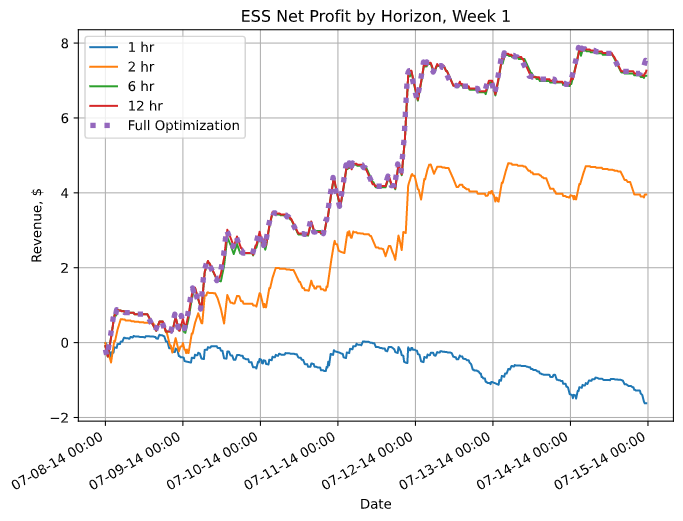 ESS Net Profit by Horizon, Week 1
1 hr
2 hr
6 hr
12 hr
Full Optimization
8
6
4
2
0
−2
Revenue, $
07-08-14 00:00
07-09-14 00:00
07-10-14 00:00
07-11-14 00:00
07-12-14 00:00
07-13-14 00:00
07-14-14 00:00
07-15-14 00:00
Date